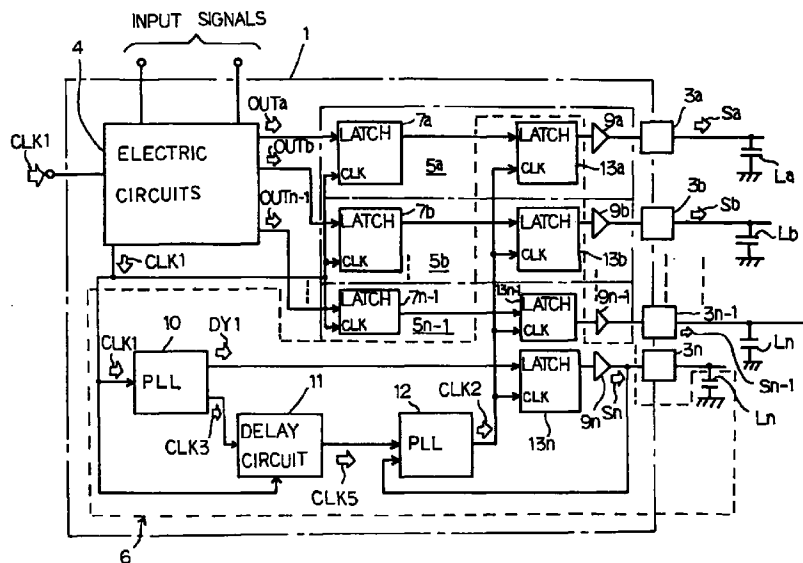 INPUT SIGNALS
4
1
CLK1
ELECTRIC
CIRCUITS
OUTa
OUTb
OUTn-1
CLK1
LATCH
CLK
7a
5a
LATCH
CLK
7b
5b
LATCH
CLK
7n-1
5n-1
LATCH
CLK
13a
9a
3a
Sa
La
LATCH
CLK
13b
9b
3b
Sb
Lb
13n-1
LATCH
CLK
9n-1
3n-1
Sn-1
Ln
LATCH
CLK
13n
9n
Sn
3n
Ln
CLK1
10
DY1
PLL
CLK3
11
DELAY
CIRCUIT
CLK5
12
PLL
CLK2
6